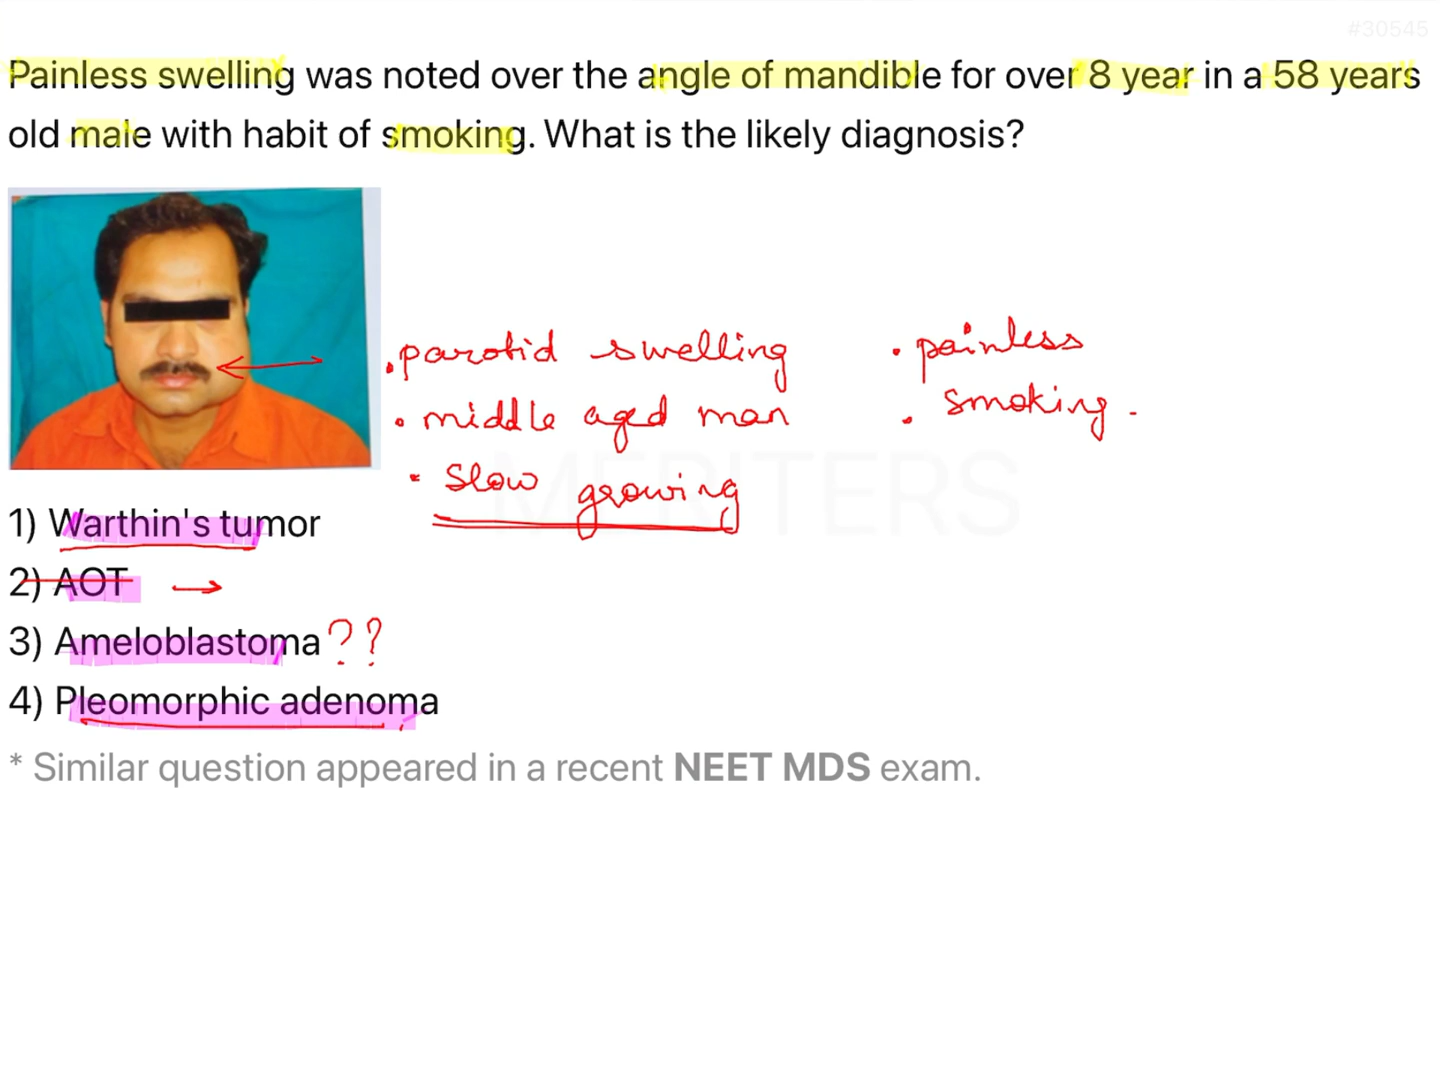 #30545
Painless swelling was noted over the angle of mandible for over 8 year in a 58 years
old male with habit of smoking. What is the likely diagnosis?
. parotid swelling
. middle aged man
. slow growing
. painless
. smoking.
MERITERS
1) Warthin's tumor
2) AOT →
3) Ameloblastoma ??
4) Pleomorphic adenoma
* Similar question appeared in a recent NEET MDS exam.